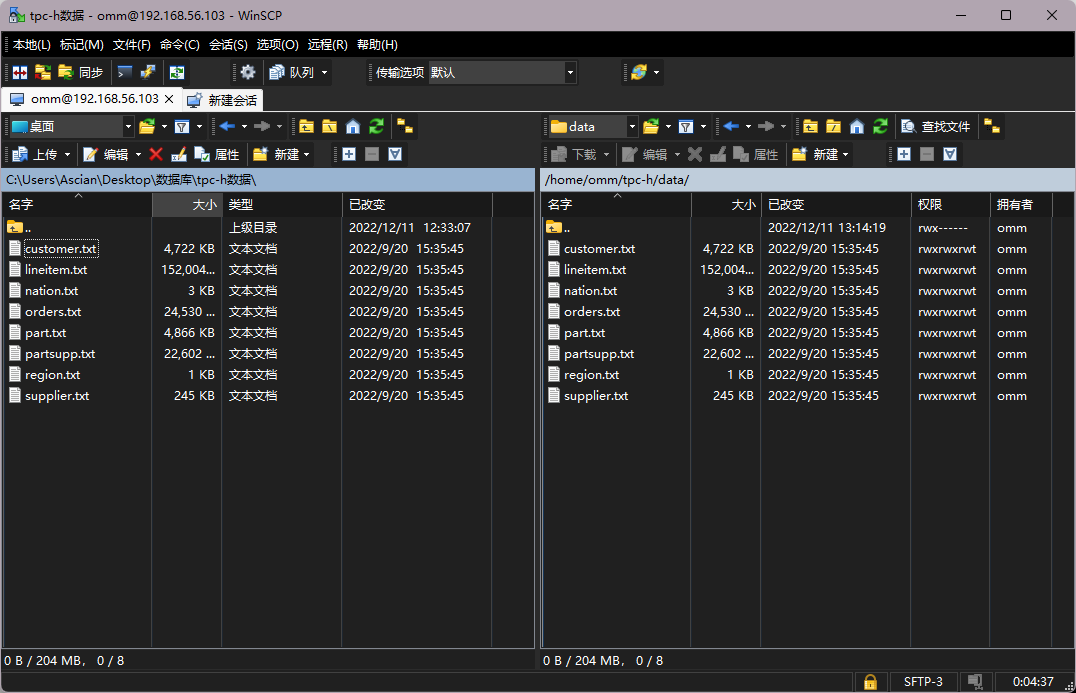 tpc-h数据 - omm@192.168.56.103 - WinSCP
本地(L) 标记(M) 文件(F) 命令(C) 会话(S) 选项(O) 远程(R) 帮助(H)
同步 队列 传输选项 默认
omm@192.168.56.103 × 新建会话
桌面
上传 编辑 属性 新建
C:\Users\Ascian\Desktop\数据库\tpc-h数据\
名字 大小 类型 已改变
.. 上级目录 2022/12/11 12:33:07
customer.txt 4,722 KB 文本文档 2022/9/20 15:35:45
lineitem.txt 152,004... 文本文档 2022/9/20 15:35:45
nation.txt 3 KB 文本文档 2022/9/20 15:35:45
orders.txt 24,530 ... 文本文档 2022/9/20 15:35:45
part.txt 4,866 KB 文本文档 2022/9/20 15:35:45
partsupp.txt 22,602 ... 文本文档 2022/9/20 15:35:45
region.txt 1 KB 文本文档 2022/9/20 15:35:45
supplier.txt 245 KB 文本文档 2022/9/20 15:35:45
0 B / 204 MB， 0 / 8
data 查找文件
下载 编辑 属性 新建
/home/omm/tpc-h/data/
名字 大小 已改变 权限 拥有者
.. 2022/12/11 13:14:19 rwx------ omm
customer.txt 4,722 KB 2022/9/20 15:35:45 rwxrwxrwt omm
lineitem.txt 152,004... 2022/9/20 15:35:45 rwxrwxrwt omm
nation.txt 3 KB 2022/9/20 15:35:45 rwxrwxrwt omm
orders.txt 24,530 ... 2022/9/20 15:35:45 rwxrwxrwt omm
part.txt 4,866 KB 2022/9/20 15:35:45 rwxrwxrwt omm
partsupp.txt 22,602 ... 2022/9/20 15:35:45 rwxrwxrwt omm
region.txt 1 KB 2022/9/20 15:35:45 rwxrwxrwt omm
supplier.txt 245 KB 2022/9/20 15:35:45 rwxrwxrwt omm
0 B / 204 MB， 0 / 8
SFTP-3 0:04:37